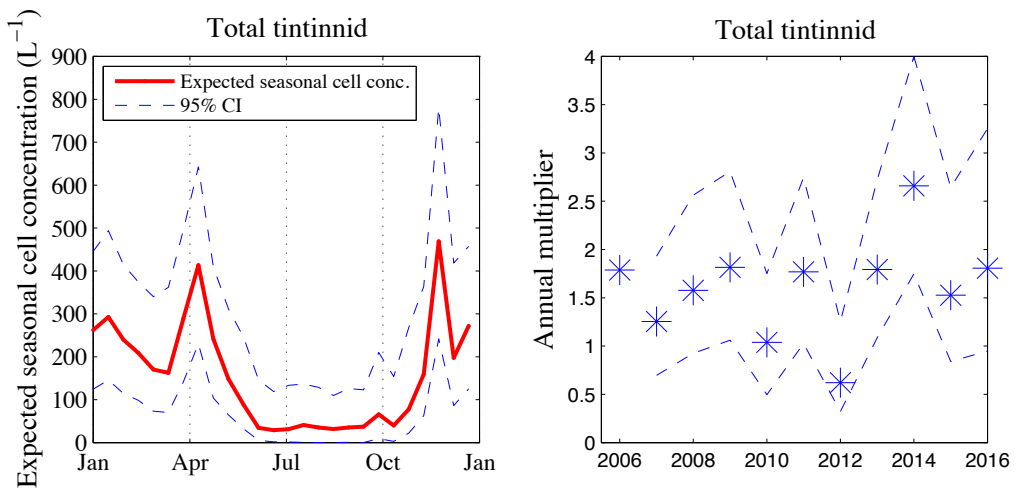 Total tintinnid
Expected seasonal cell concentration (L⁻¹)
900
800
700
600
500
400
300
200
100
0
Expected seasonal cell conc.
95% CI
Jan Apr Jul Oct Jan
Total tintinnid
Annual multiplier
4
3.5
3
2.5
2
1.5
1
0.5
0
2006 2008 2010 2012 2014 2016